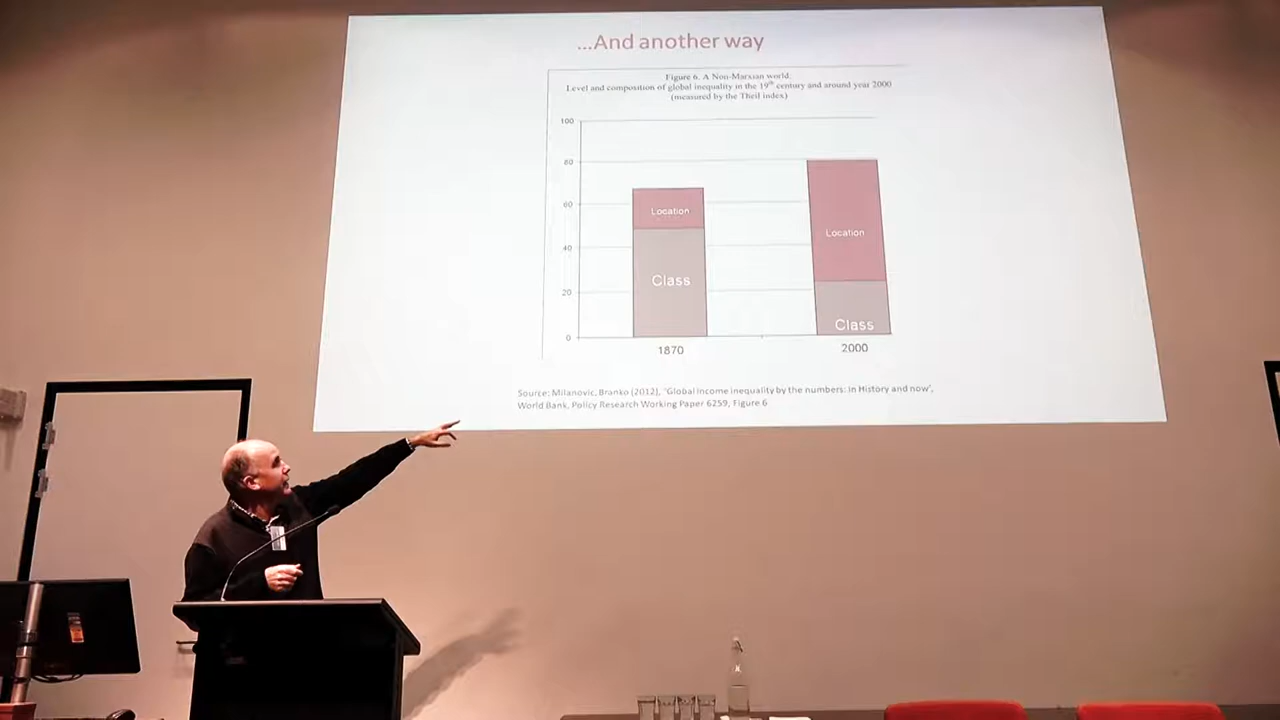 ...And another way
Figure 6. A Non-Marxian world:
Level and composition of global inequality in the 19th century and around year 2000
(measured by the Theil index)
100
80
60
40
20
0
Location
Class
Location
Class
1870
2000
Source: Milanovic, Branko (2012), 'Global income inequality by the numbers: in History and now',
World Bank, Policy Research Working Paper 6259, Figure 6